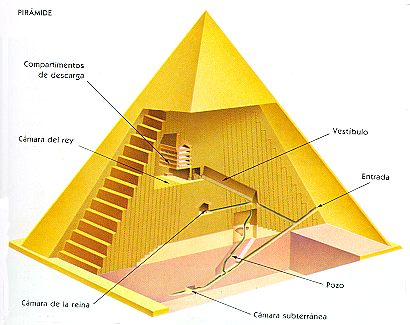 PIRÁMIDE
Compartimentos
de descarga
Cámara del rey
Vestíbulo
Entrada
Cámara de la reina
Pozo
Cámara subterránea